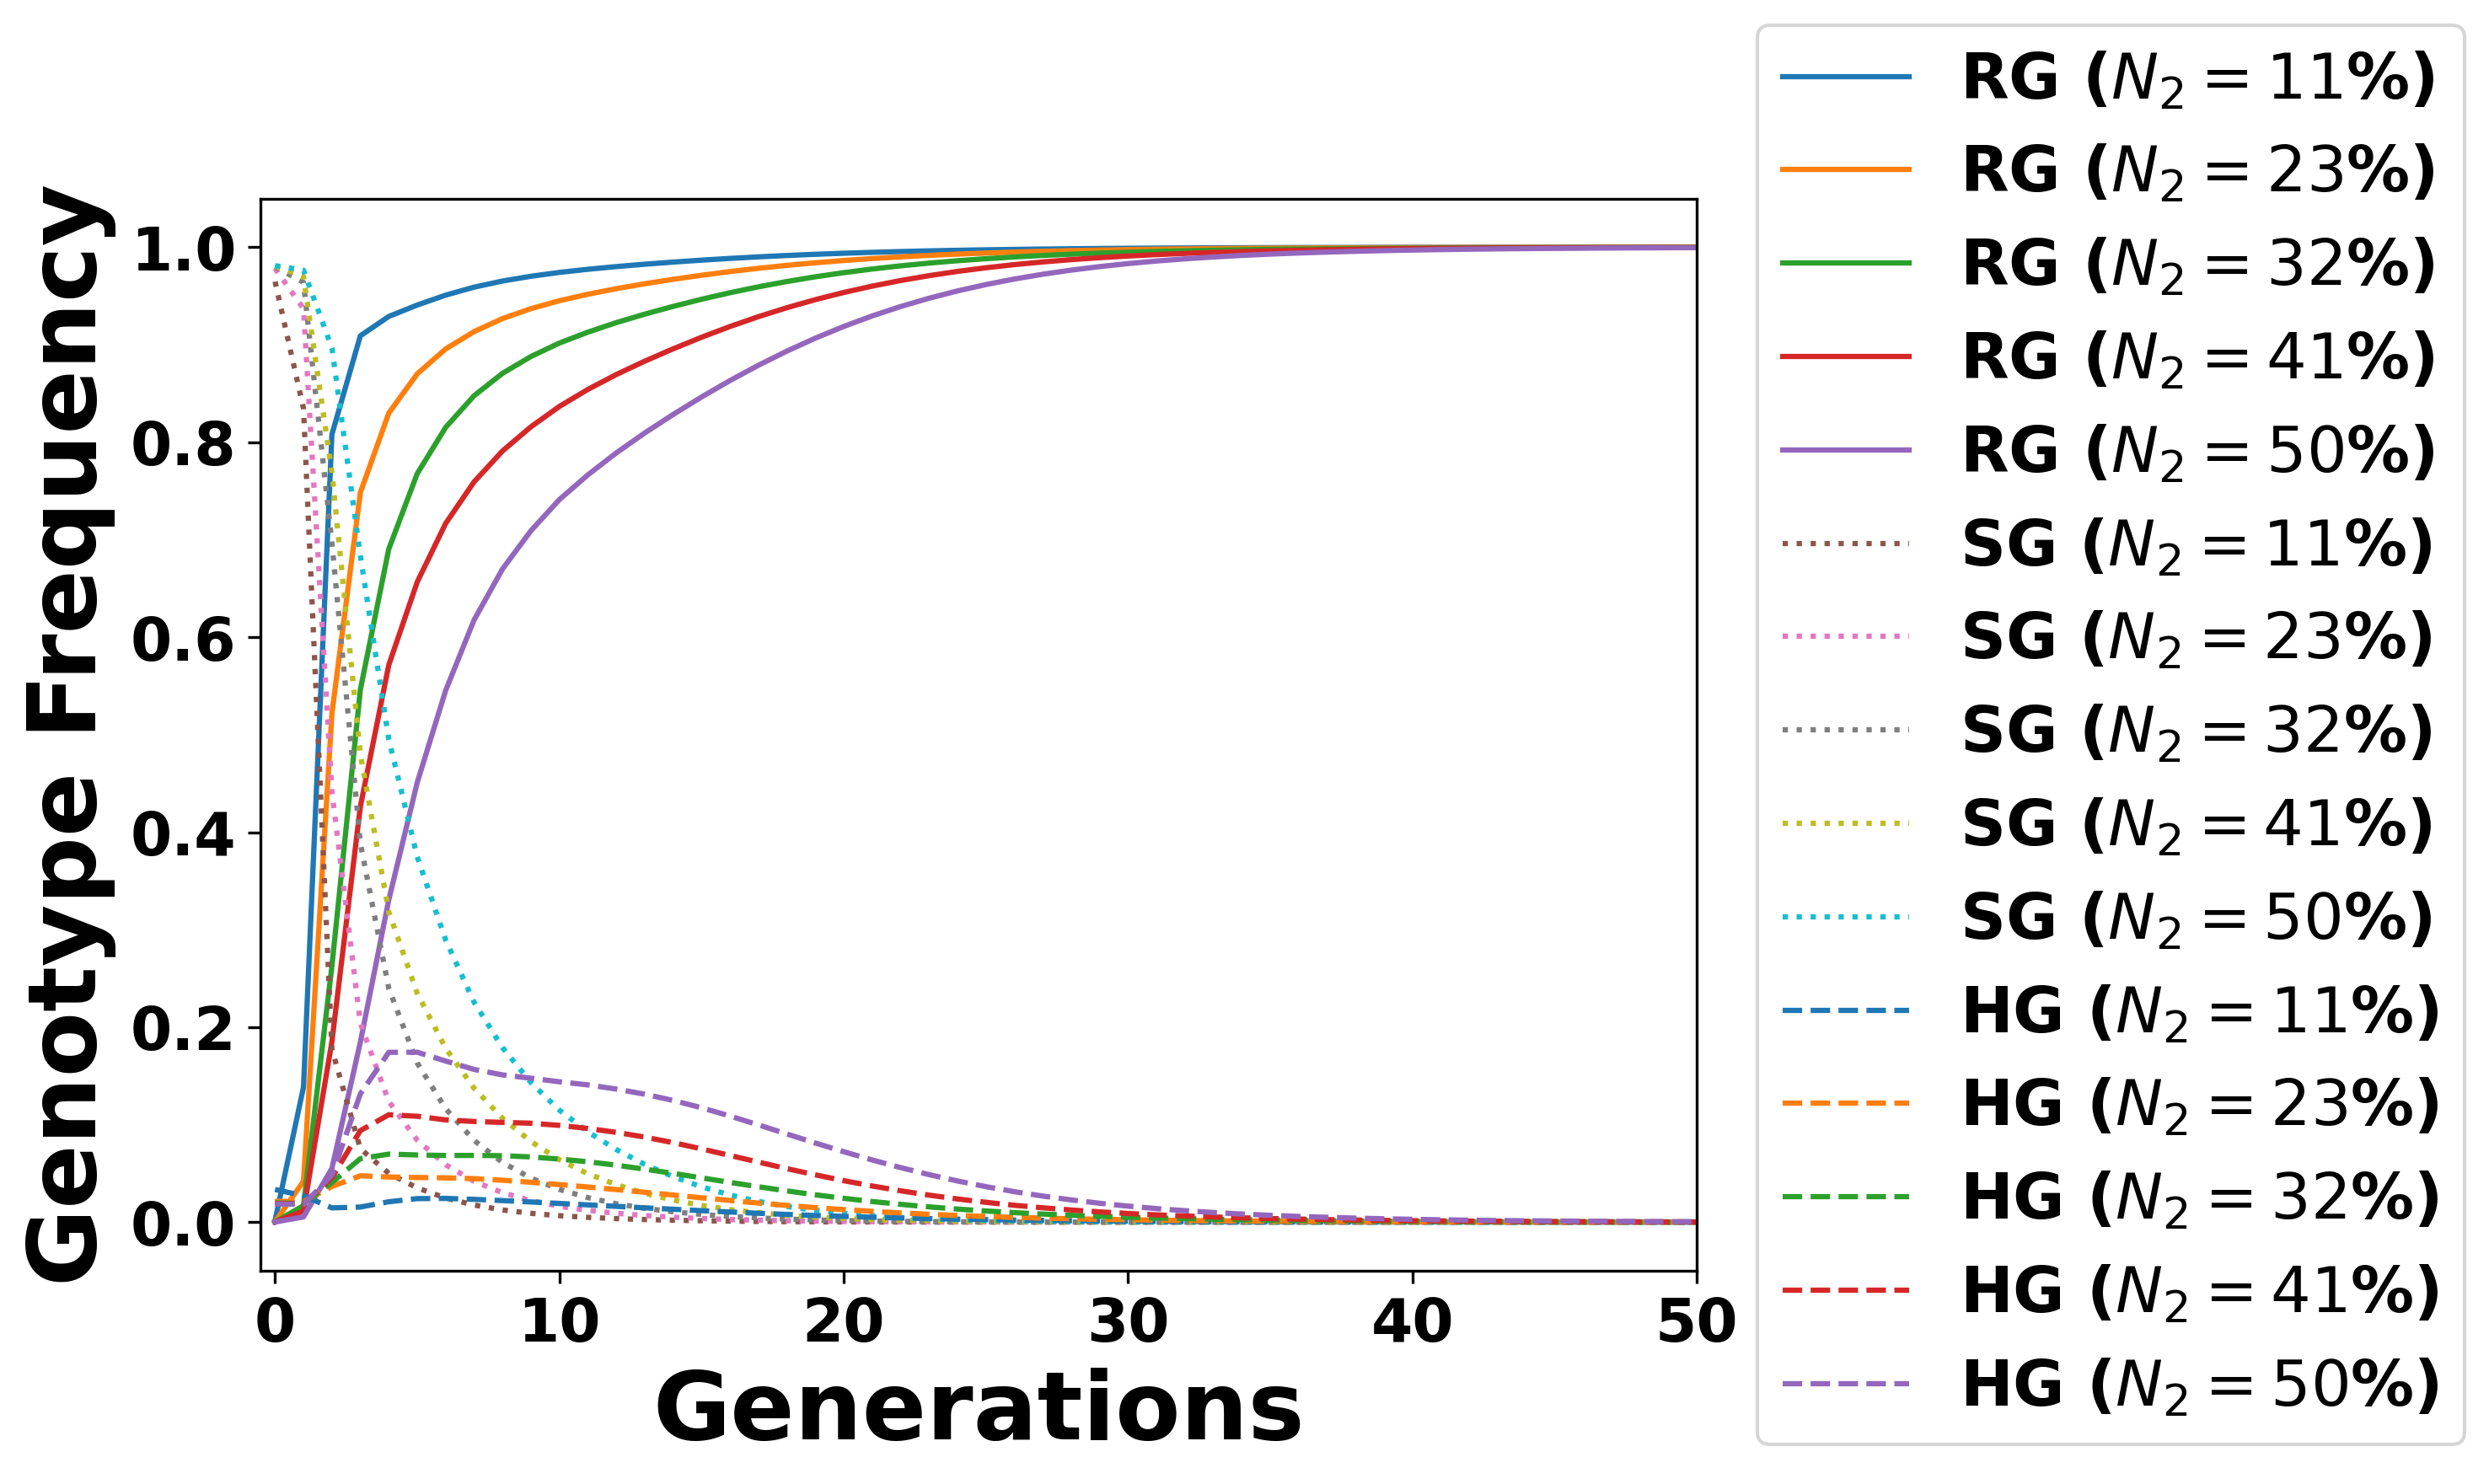 Genotype Frequency
1.0
0.8
0.6
0.4
0.2
0.0
0 10 20 30 40 50
Generations
RG (N₂ = 11%)
RG (N₂ = 23%)
RG (N₂ = 32%)
RG (N₂ = 41%)
RG (N₂ = 50%)
SG (N₂ = 11%)
SG (N₂ = 23%)
SG (N₂ = 32%)
SG (N₂ = 41%)
SG (N₂ = 50%)
HG (N₂ = 11%)
HG (N₂ = 23%)
HG (N₂ = 32%)
HG (N₂ = 41%)
HG (N₂ = 50%)